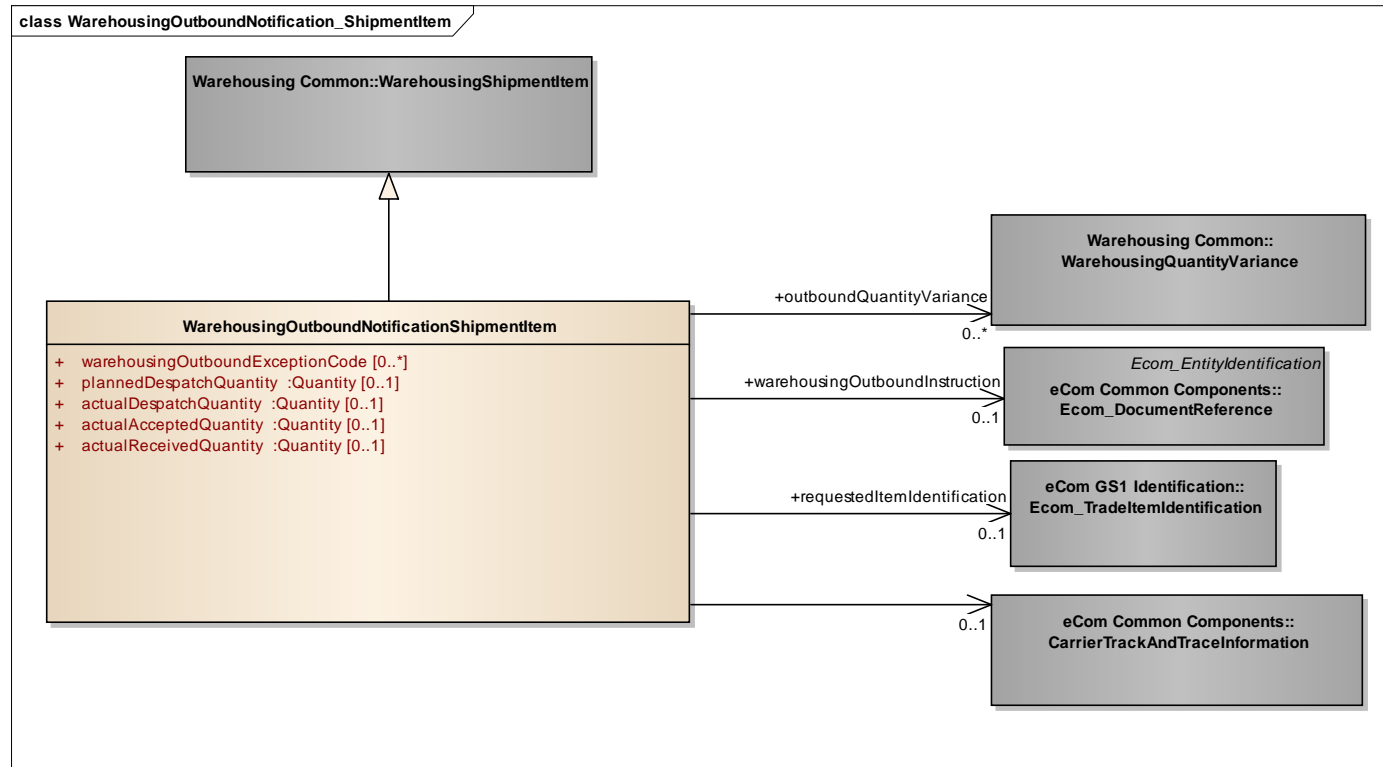 class WarehousingOutboundNotification_ShipmentItem
Warehousing Common::WarehousingShipmentItem
WarehousingOutboundNotificationShipmentItem
+ warehousingOutboundExceptionCode [0..*]
+ plannedDespatchQuantity :Quantity [0..1]
+ actualDespatchQuantity :Quantity [0..1]
+ actualAcceptedQuantity :Quantity [0..1]
+ actualReceivedQuantity :Quantity [0..1]
+outboundQuantityVariance
0..*
Warehousing Common::
WarehousingQuantityVariance
+warehousingOutboundInstruction
0..1
Ecom_EntityIdentification
eCom Common Components::
Ecom_DocumentReference
+requestedItemIdentification
0..1
eCom GS1 Identification::
Ecom_TradeItemIdentification
0..1
eCom Common Components::
CarrierTrackAndTraceInformation